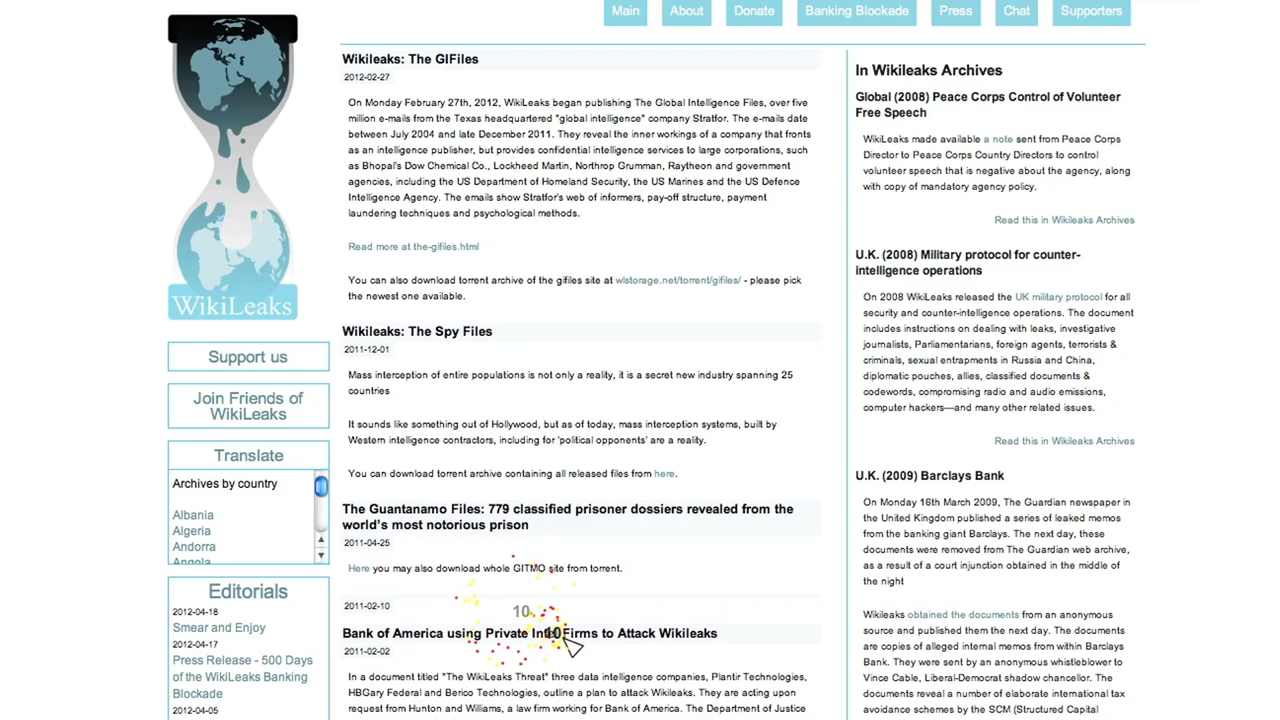 Main
About
Donate
Banking Blockade
Press
Chat
Supporters
WikiLeaks
Support us
Join Friends of
WikiLeaks
Translate
Archives by country
Albania
Algeria
Andorra
Angola
Editorials
2012-04-18
Smear and Enjoy
2012-04-17
Press Release - 500 Days
of the WikiLeaks Banking
Blockade
2012-04-05
Wikileaks: The GIFiles
2012-02-27
On Monday February 27th, 2012, WikiLeaks began publishing The Global Intelligence Files, over five
million e-mails from the Texas headquartered "global intelligence" company Stratfor. The e-mails date
between July 2004 and late December 2011. They reveal the inner workings of a company that fronts
as an intelligence publisher, but provides confidential intelligence services to large corporations, such
as Bhopal's Dow Chemical Co., Lockheed Martin, Northrop Grumman, Raytheon and government
agencies, including the US Department of Homeland Security, the US Marines and the US Defence
Intelligence Agency. The emails show Stratfor's web of informers, pay-off structure, payment
laundering techniques and psychological methods.
Read more at the-gifiles.html
You can also download torrent archive of the gifiles site at wlstorage.net/torrent/gifiles/ - please pick
the newest one available.
Wikileaks: The Spy Files
2011-12-01
Mass interception of entire populations is not only a reality, it is a secret new industry spanning 25
countries
It sounds like something out of Hollywood, but as of today, mass interception systems, built by
Western intelligence contractors, including for 'political opponents' are a reality.
You can download torrent archive containing all released files from here.
The Guantanamo Files: 779 classified prisoner dossiers revealed from the
world's most notorious prison
2011-04-25
Here you may also download whole GITMO site from torrent.
2011-02-10
10
Bank of America using Private Intel Firms to Attack Wikileaks
10
2011-02-02
In a document titled "The WikiLeaks Threat" three data intelligence companies, Plantir Technologies,
HBGary Federal and Berico Technologies, outline a plan to attack Wikileaks. They are acting upon
request from Hunton and Williams, a law firm working for Bank of America. The Department of Justice
In Wikileaks Archives
Global (2008) Peace Corps Control of Volunteer
Free Speech
WikiLeaks made available a note sent from Peace Corps
Director to Peace Corps Country Directors to control
volunteer speech that is negative about the agency, along
with copy of mandatory agency policy.
Read this in Wikileaks Archives
U.K. (2008) Military protocol for counter-
intelligence operations
On 2008 WikiLeaks released the UK military protocol for all
security and counter-intelligence operations. The document
includes instructions on dealing with leaks, investigative
journalists, Parliamentarians, foreign agents, terrorists &
criminals, sexual entrapments in Russia and China,
diplomatic pouches, allies, classified documents &
codewords, compromising radio and audio emissions,
computer hackers—and many other related issues.
Read this in Wikileaks Archives
U.K. (2009) Barclays Bank
On Monday 16th March 2009, The Guardian newspaper in
the United Kingdom published a series of leaked memos
from the banking giant Barclays. The next day, these
documents were removed from The Guardian web archive,
as a result of a court injunction obtained in the middle of
the night
Wikileaks obtained the documents from an anonymous
source and published them the next day. The documents
are copies of alleged internal memos from within Barclays
Bank. They were sent by an anonymous whistleblower to
Vince Cable, Liberal-Democrat shadow chancellor. The
documents reveal a number of elaborate international tax
avoidance schemes by the SCM (Structured Capital